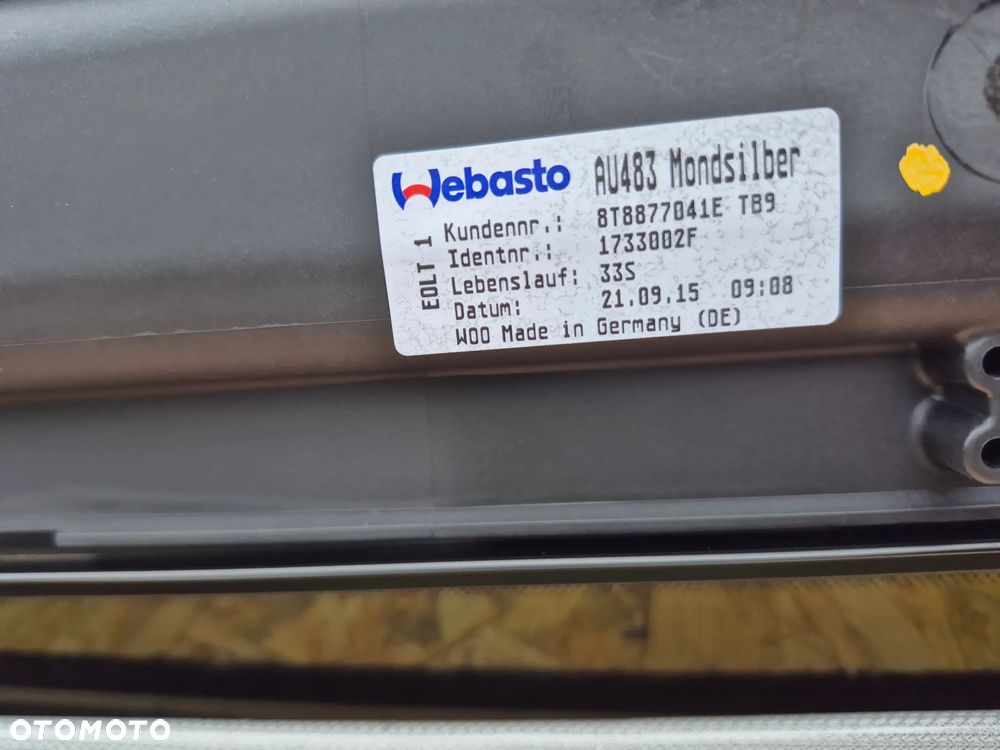 Webasto AU483 Mondsilber
Kundennr.: 8T8877041E TB9
Identnr.: 1733002F
Lebenslauf: 33S
Datum: 21.09.15 09:08
W00 Made in Germany (DE)
EOLT 1
OTOMOTO